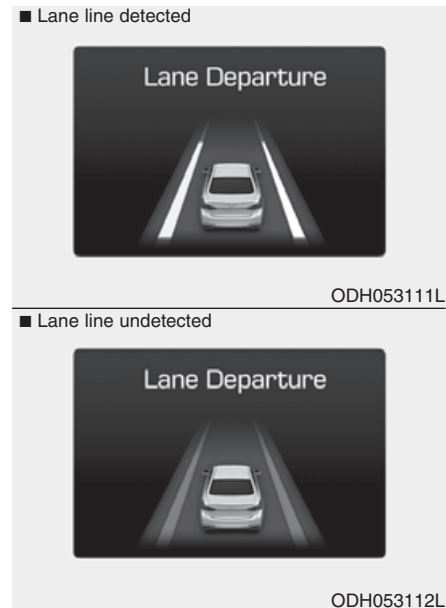 ■ Lane line detected
Lane Departure
ODH053111L
■ Lane line undetected
Lane Departure
ODH053112L